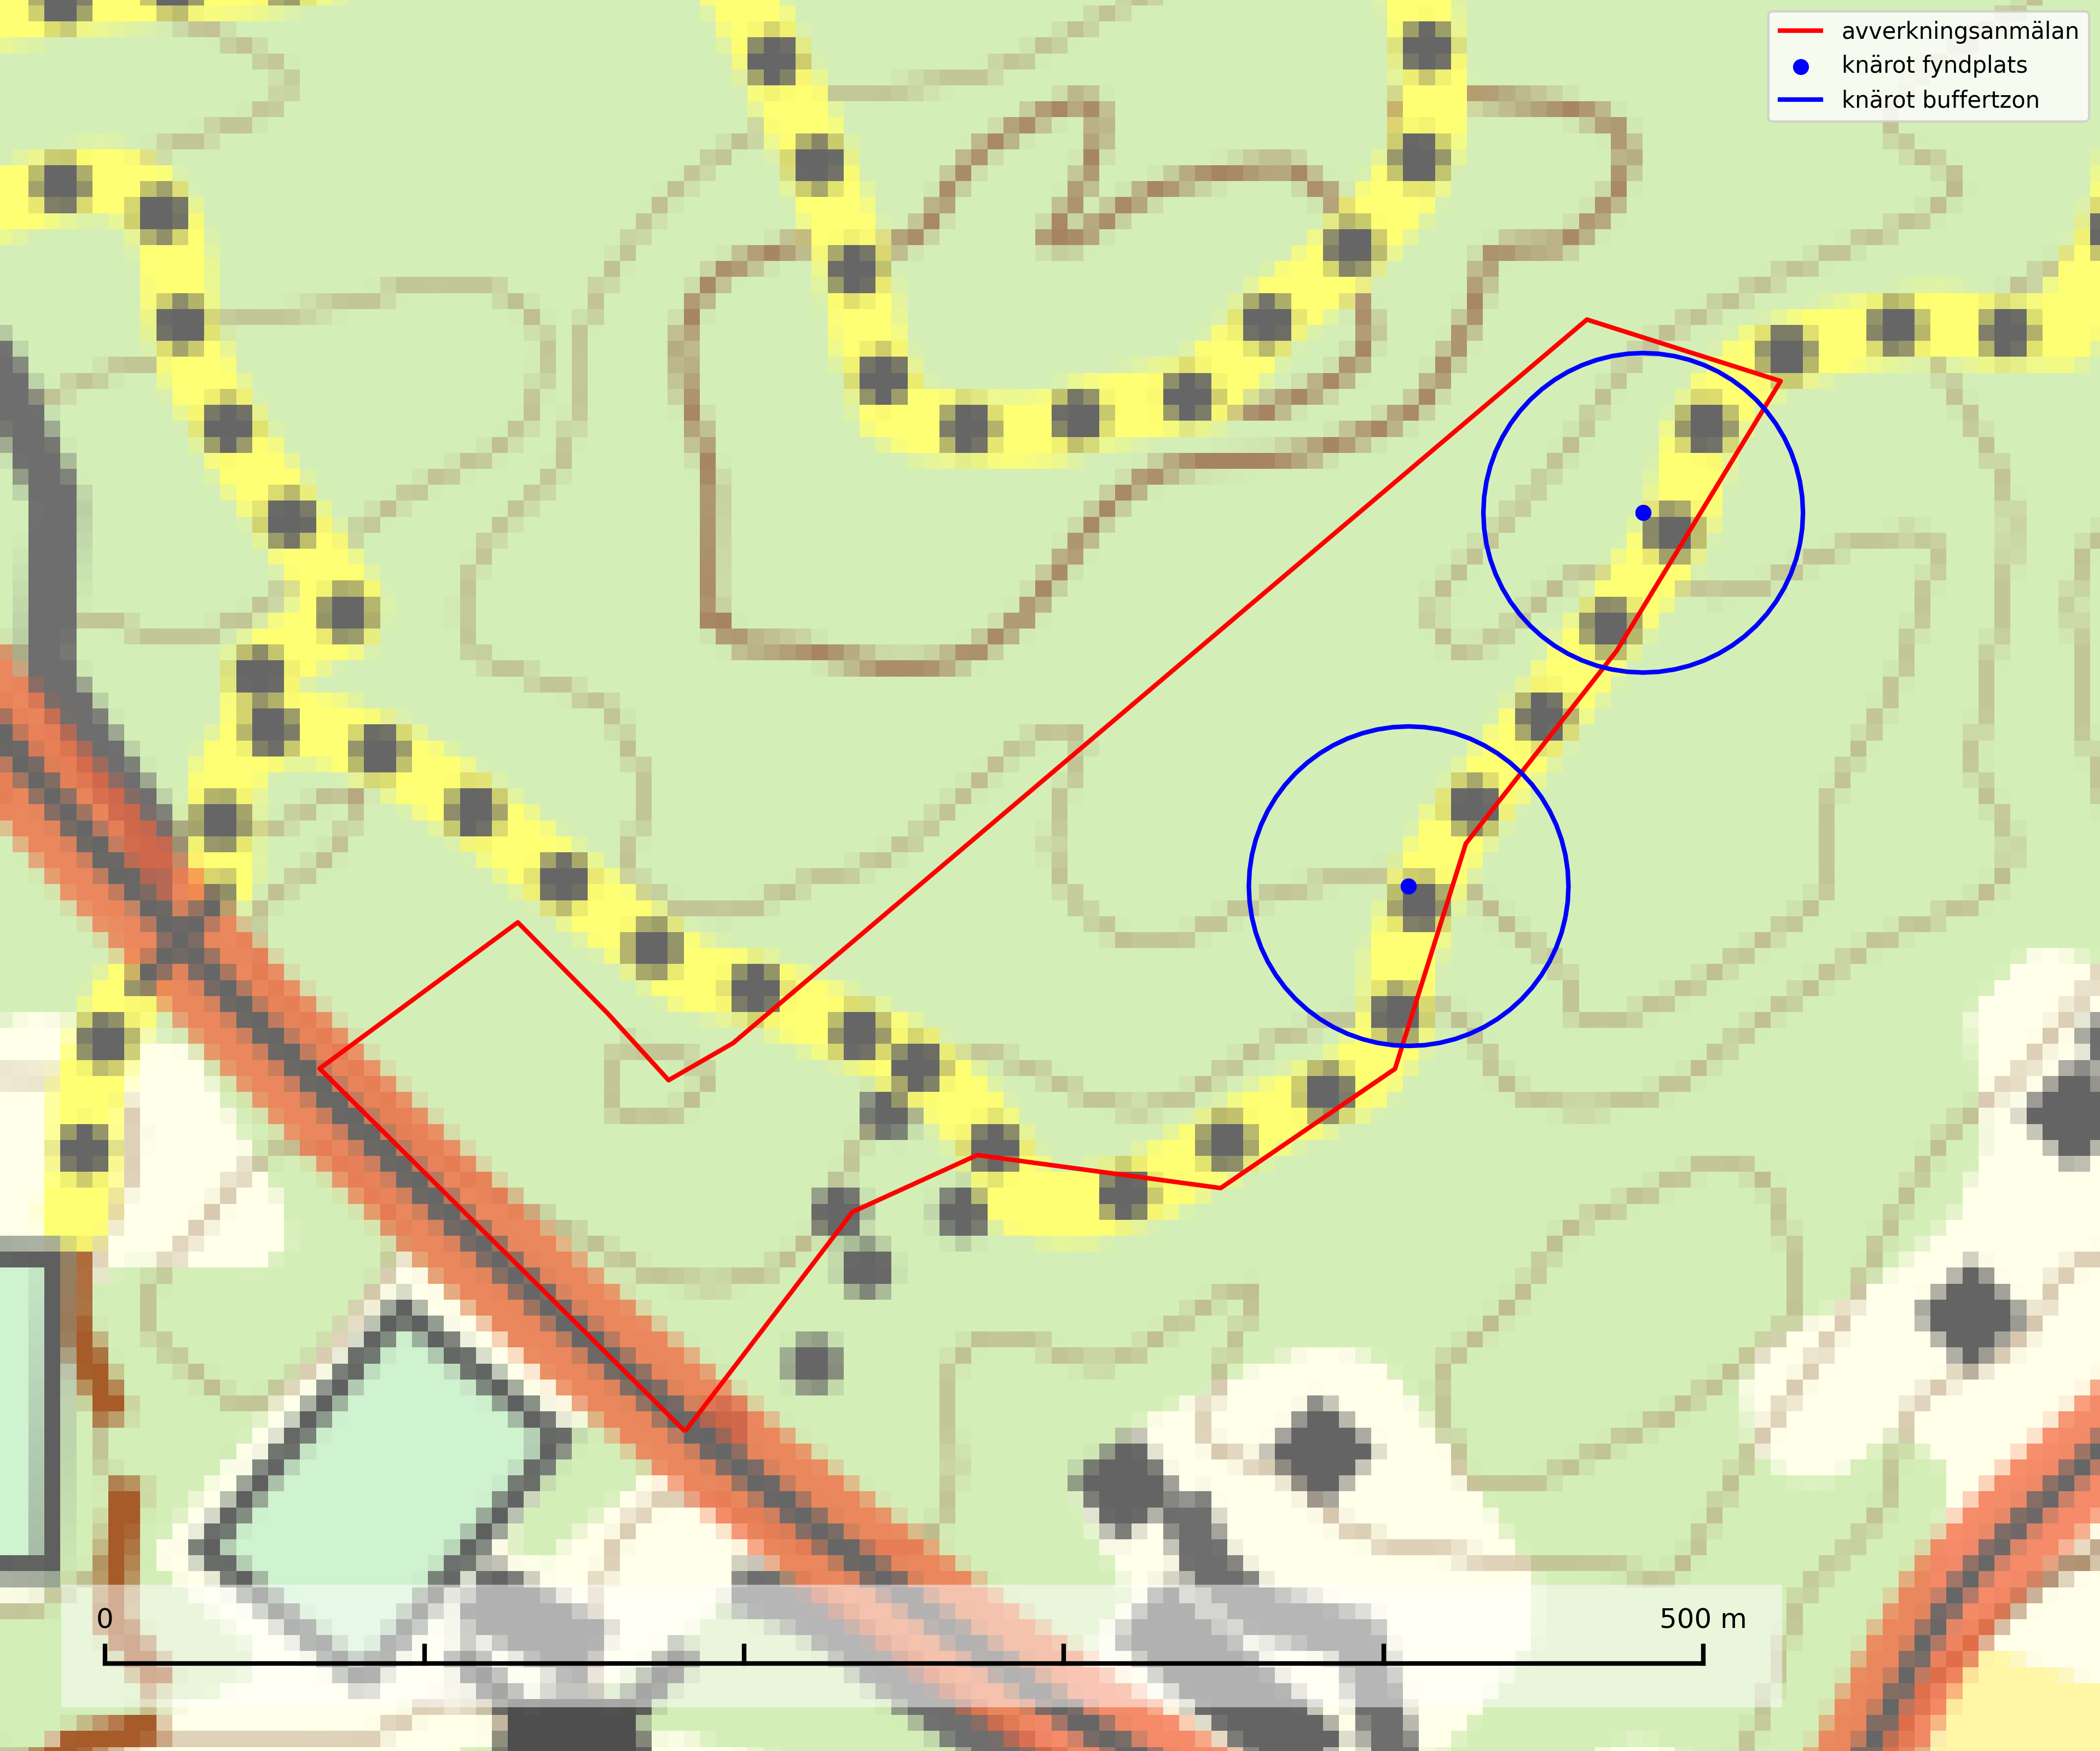 avverkningsanmälan
knärot fyndplats
knärot buffertzon
0
500 m